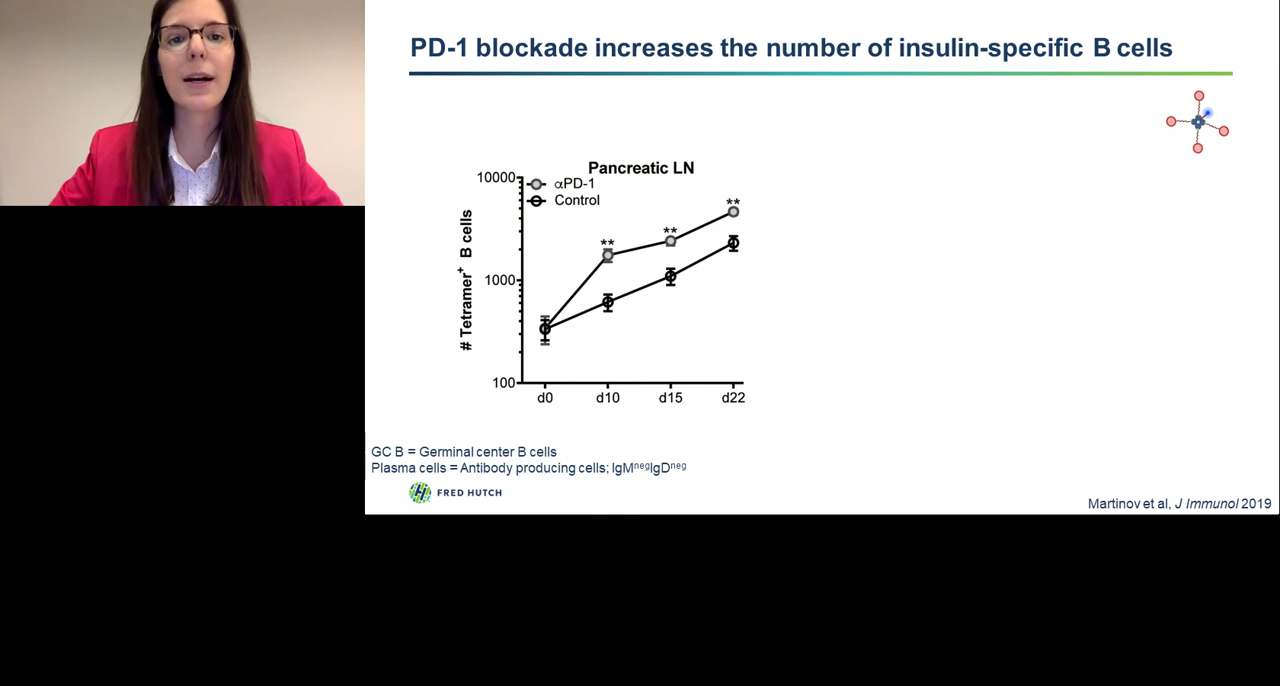 PD-1 blockade increases the number of insulin-specific B cells
Pancreatic LN
αPD-1
Control
# Tetramer⁺ B cells
10000
1000
100
**
**
**
d0 d10 d15 d22
GC B = Germinal center B cells
Plasma cells = Antibody producing cells; IgMⁿᵉᵍIgDⁿᵉᵍ
FRED HUTCH
Martinov et al, J Immunol 2019